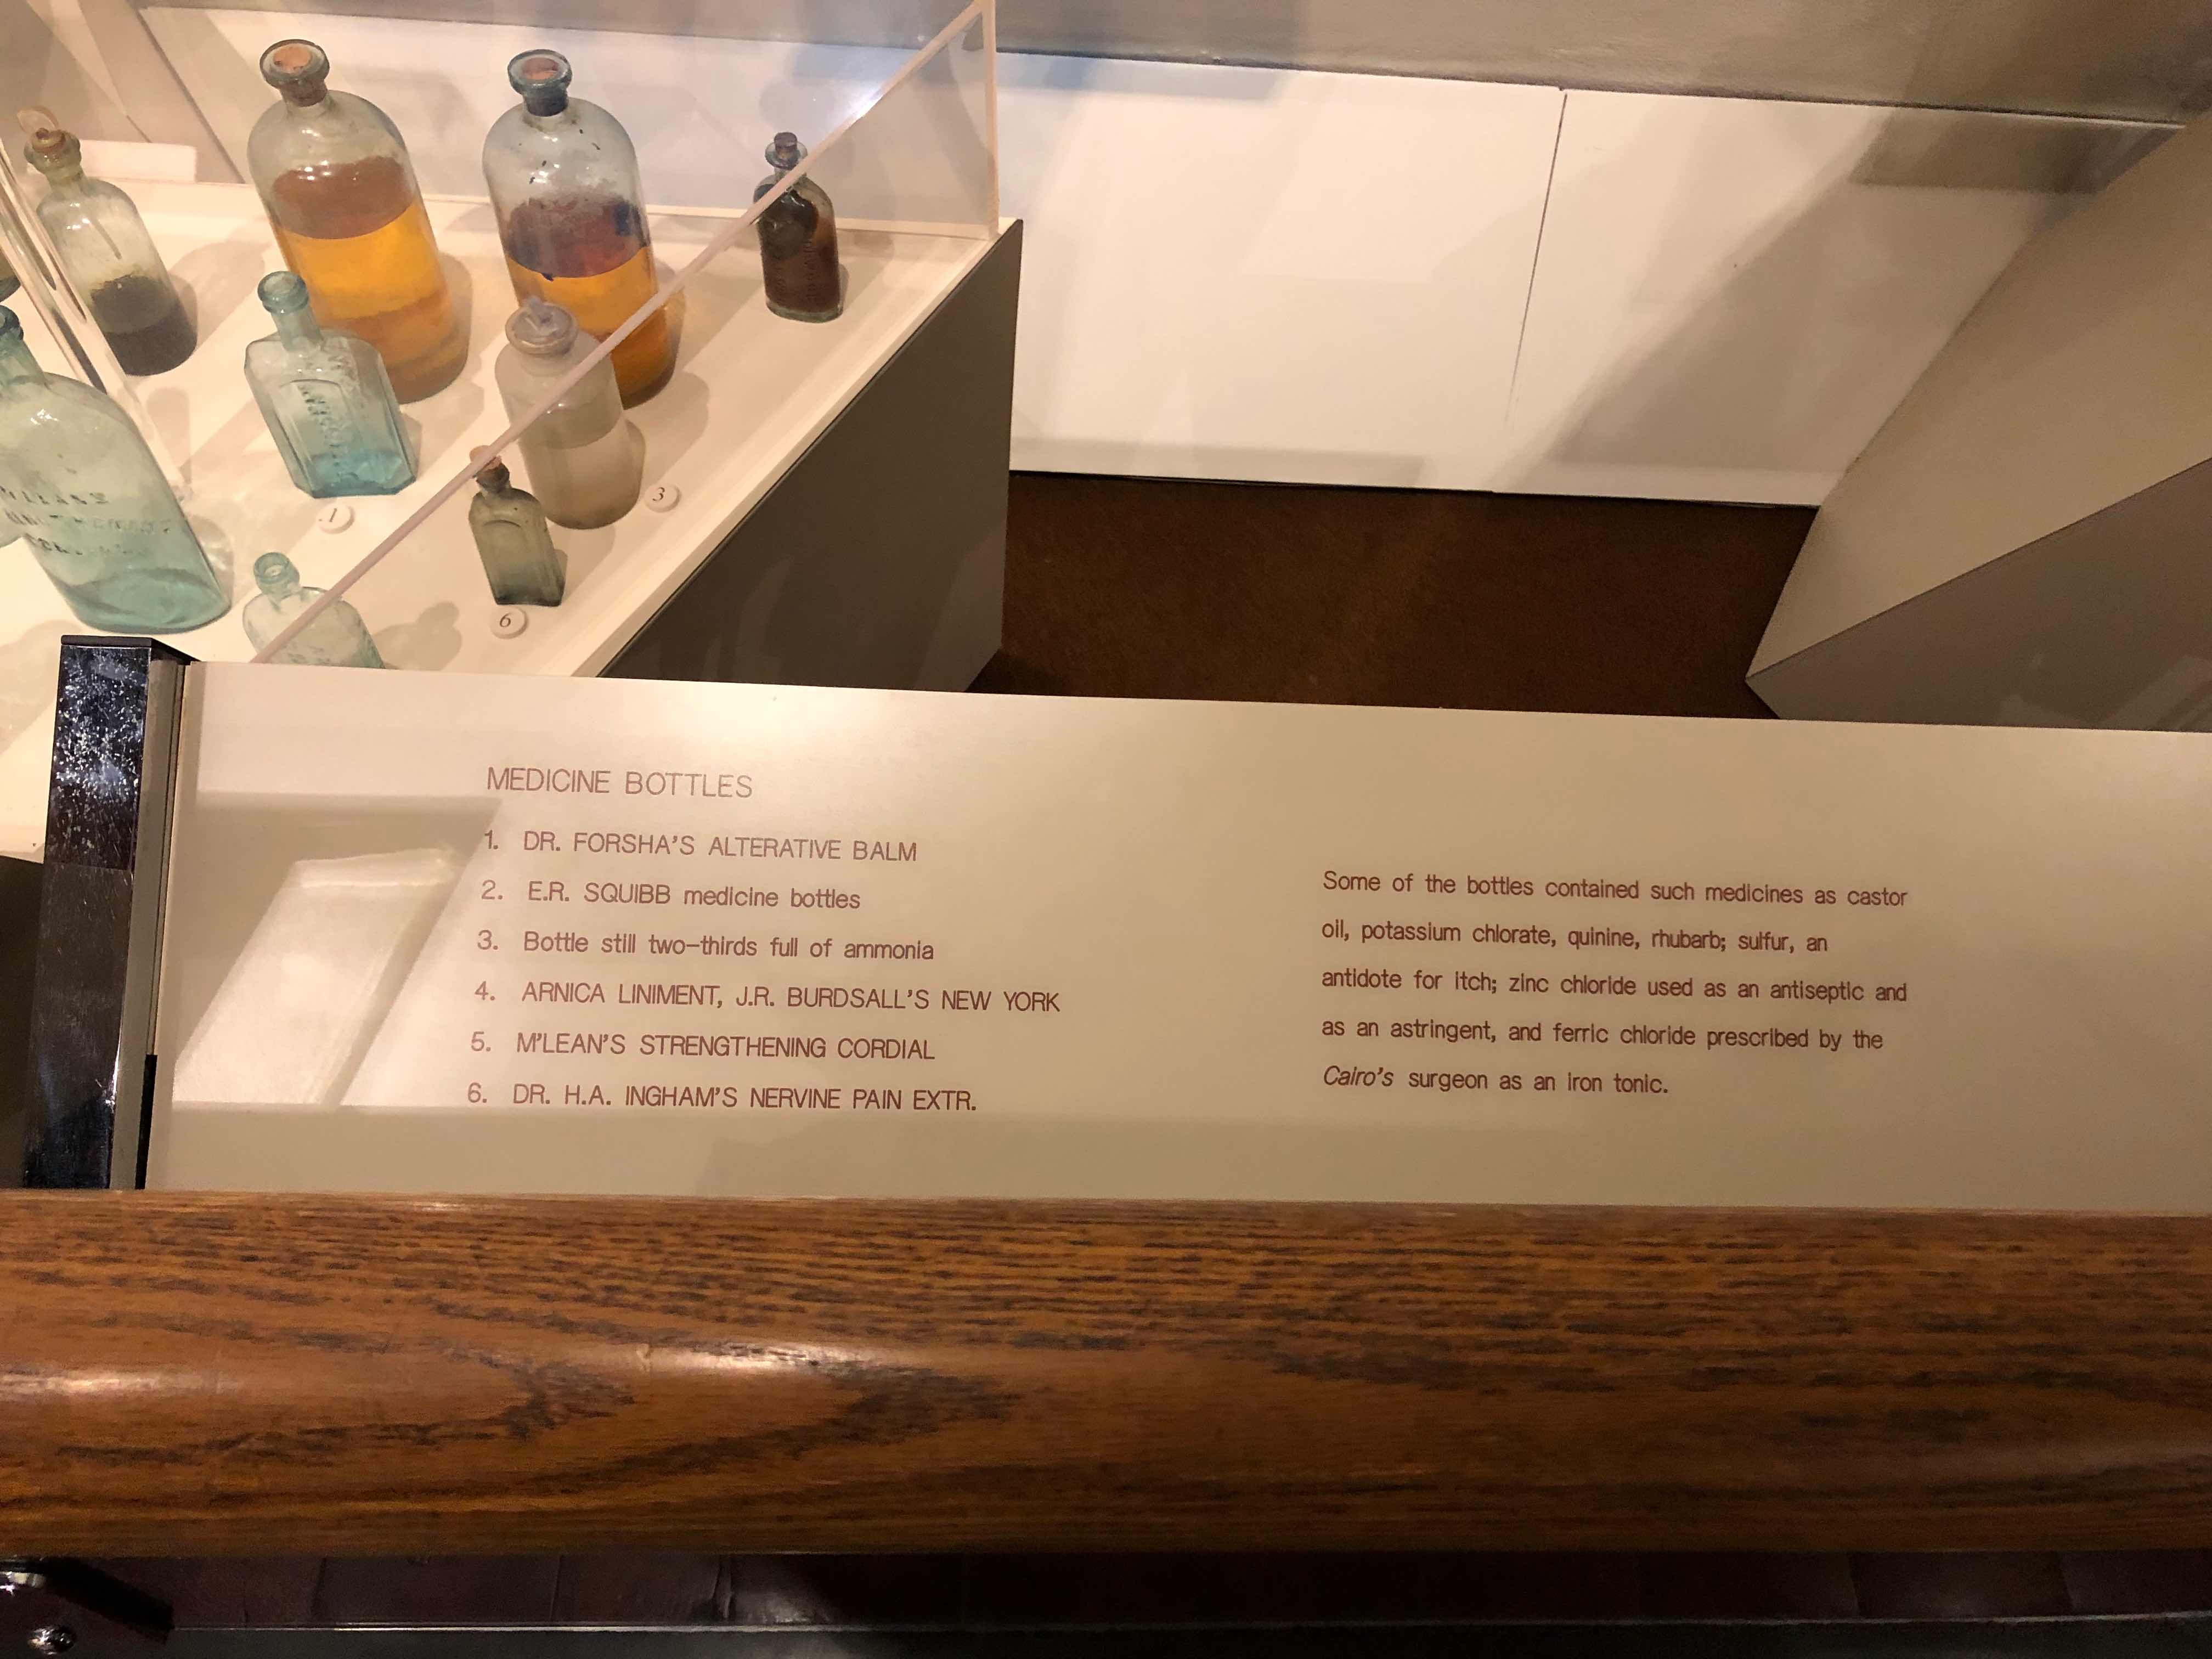 1
3
6
MEDICINE BOTTLES
1. DR. FORSHA'S ALTERATIVE BALM
2. E.R. SQUIBB medicine bottles
3. Bottle still two-thirds full of ammonia
4. ARNICA LINIMENT, J.R. BURDSALL'S NEW YORK
5. M'LEAN'S STRENGTHENING CORDIAL
6. DR. H.A. INGHAM'S NERVINE PAIN EXTR.
Some of the bottles contained such medicines as castor
oil, potassium chlorate, quinine, rhubarb; sulfur, an
antidote for itch; zinc chloride used as an antiseptic and
as an astringent, and ferric chloride prescribed by the
Cairo's surgeon as an iron tonic.